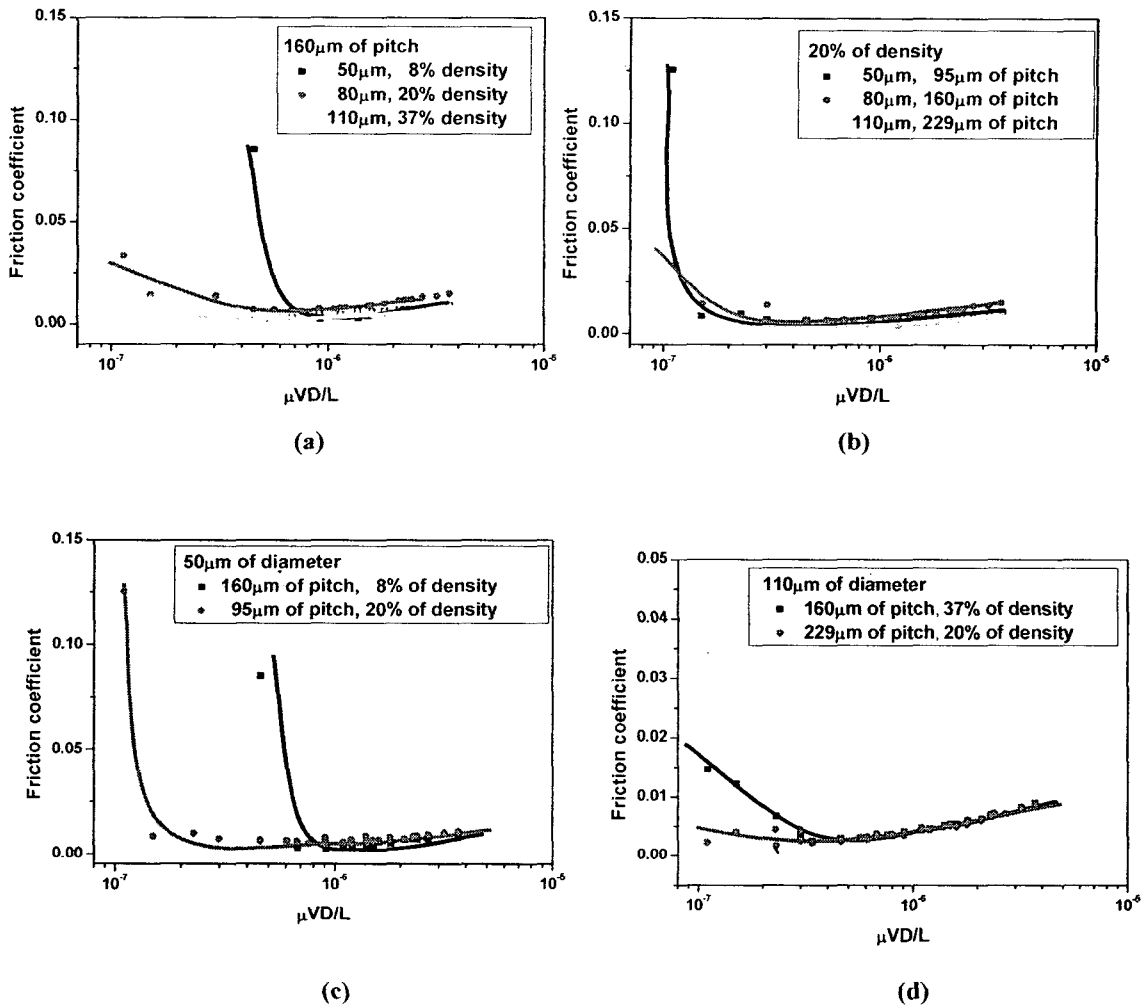 0.15
0.10
0.05
0.00
Friction coefficient
160μm of pitch
50μm, 8% density
80μm, 20% density
110μm, 37% density
10⁻⁷
10⁻⁶
10⁻⁵
μVD/L
(a)
0.15
0.10
0.05
0.00
Friction coefficient
20% of density
50μm, 95μm of pitch
80μm, 160μm of pitch
110μm, 229μm of pitch
10⁻⁷
10⁻⁶
10⁻⁵
μVD/L
(b)
0.15
0.10
0.05
0.00
Friction coefficient
50μm of diameter
160μm of pitch, 8% of density
95μm of pitch, 20% of density
10⁻⁷
10⁻⁶
10⁻⁵
μVD/L
(c)
0.05
0.04
0.03
0.02
0.01
0.00
Friction coefficient
110μm of diameter
160μm of pitch, 37% of density
229μm of pitch, 20% of density
10⁻⁷
10⁻⁶
μVD/L
(d)